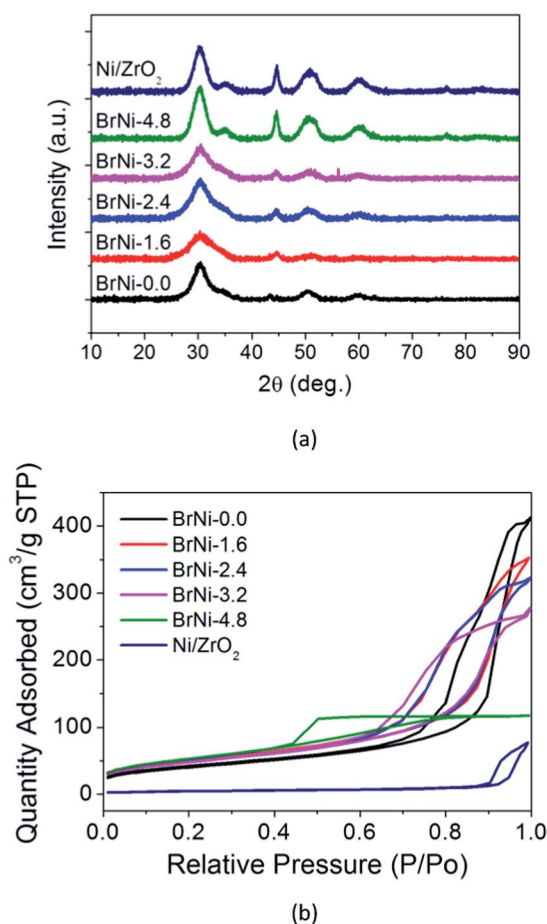 Ni/ZrO2
BrNi-4.8
BrNi-3.2
BrNi-2.4
BrNi-1.6
BrNi-0.0
Intensity (a.u.)
10 20 30 40 50 60 70 80 90
2θ (deg.)
(a)
Quantity Adsorbed (cm³/g STP)
400
300
200
100
0
BrNi-0.0
BrNi-1.6
BrNi-2.4
BrNi-3.2
BrNi-4.8
Ni/ZrO2
0.0 0.2 0.4 0.6 0.8 1.0
Relative Pressure (P/Po)
(b)